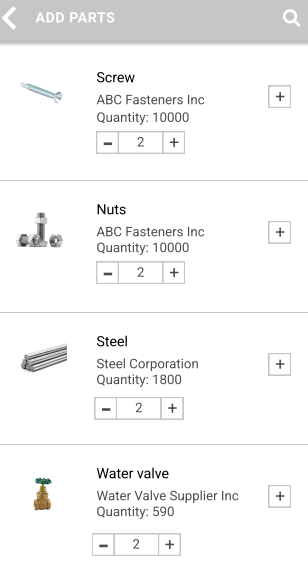 ADD PARTS
Screw
ABC Fasteners Inc
Quantity: 10000
+
− 2 +
Nuts
ABC Fasteners Inc
Quantity: 10000
+
− 2 +
Steel
Steel Corporation
Quantity: 1800
+
− 2 +
Water valve
Water Valve Supplier Inc
Quantity: 590
+
− 2 +